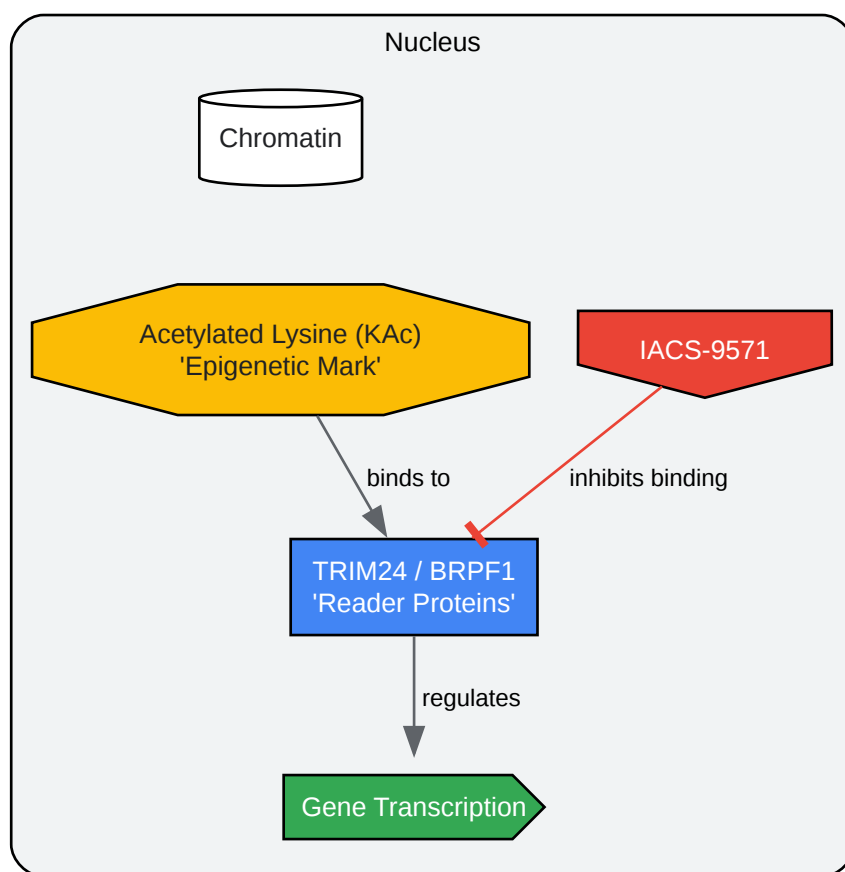 Nucleus
Chromatin
Acetylated Lysine (KAc)
'Epigenetic Mark'
IACS-9571
binds to
inhibits binding
TRIM24 / BRPF1
'Reader Proteins'
regulates
Gene Transcription